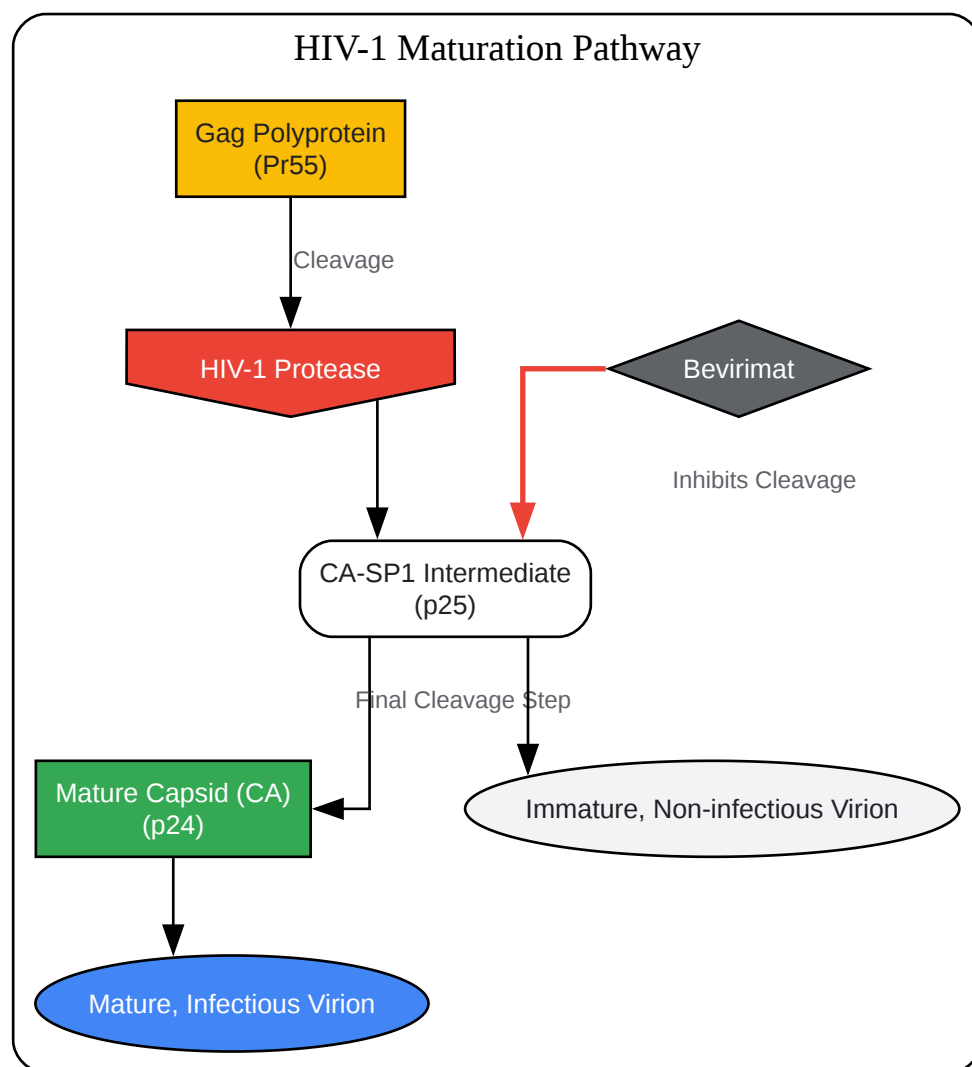 HIV-1 Maturation Pathway
Gag Polyprotein
(Pr55)
Cleavage
HIV-1 Protease
Bevirimat
Inhibits Cleavage
CA-SP1 Intermediate
(p25)
Final Cleavage Step
Mature Capsid (CA)
(p24)
Immature, Non-infectious Virion
Mature, Infectious Virion